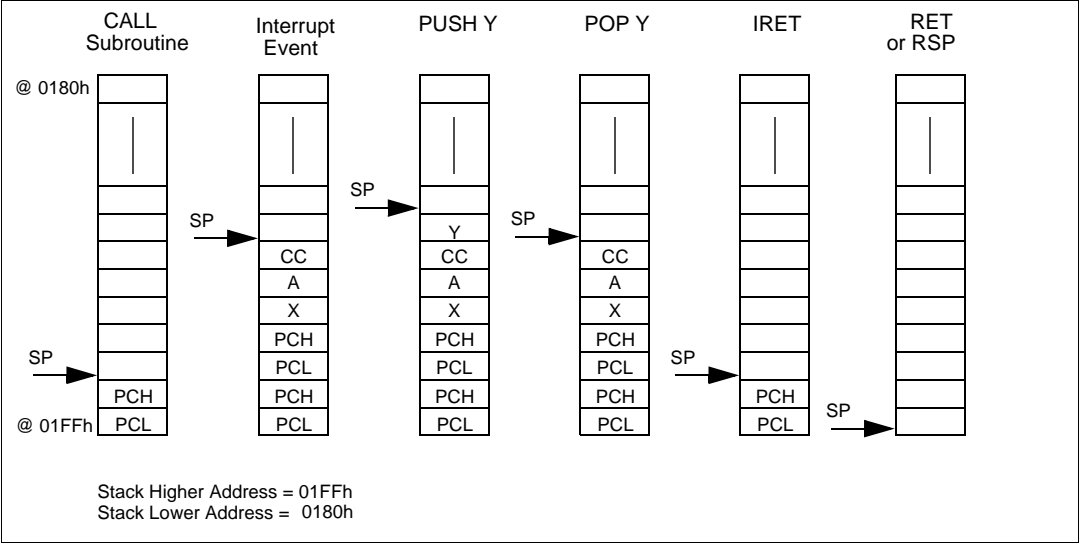 CALL
Subroutine
Interrupt
Event
PUSH Y
POP Y
IRET
RET
or RSP
@ 0180h
SP
PCH
@ 01FFh
PCL
SP
CC
A
X
PCH
PCL
PCH
PCL
SP
Y
CC
A
X
PCH
PCL
PCH
PCL
SP
CC
A
X
PCH
PCL
PCH
PCL
SP
PCH
PCL
SP
Stack Higher Address = 01FFh
Stack Lower Address = 0180h